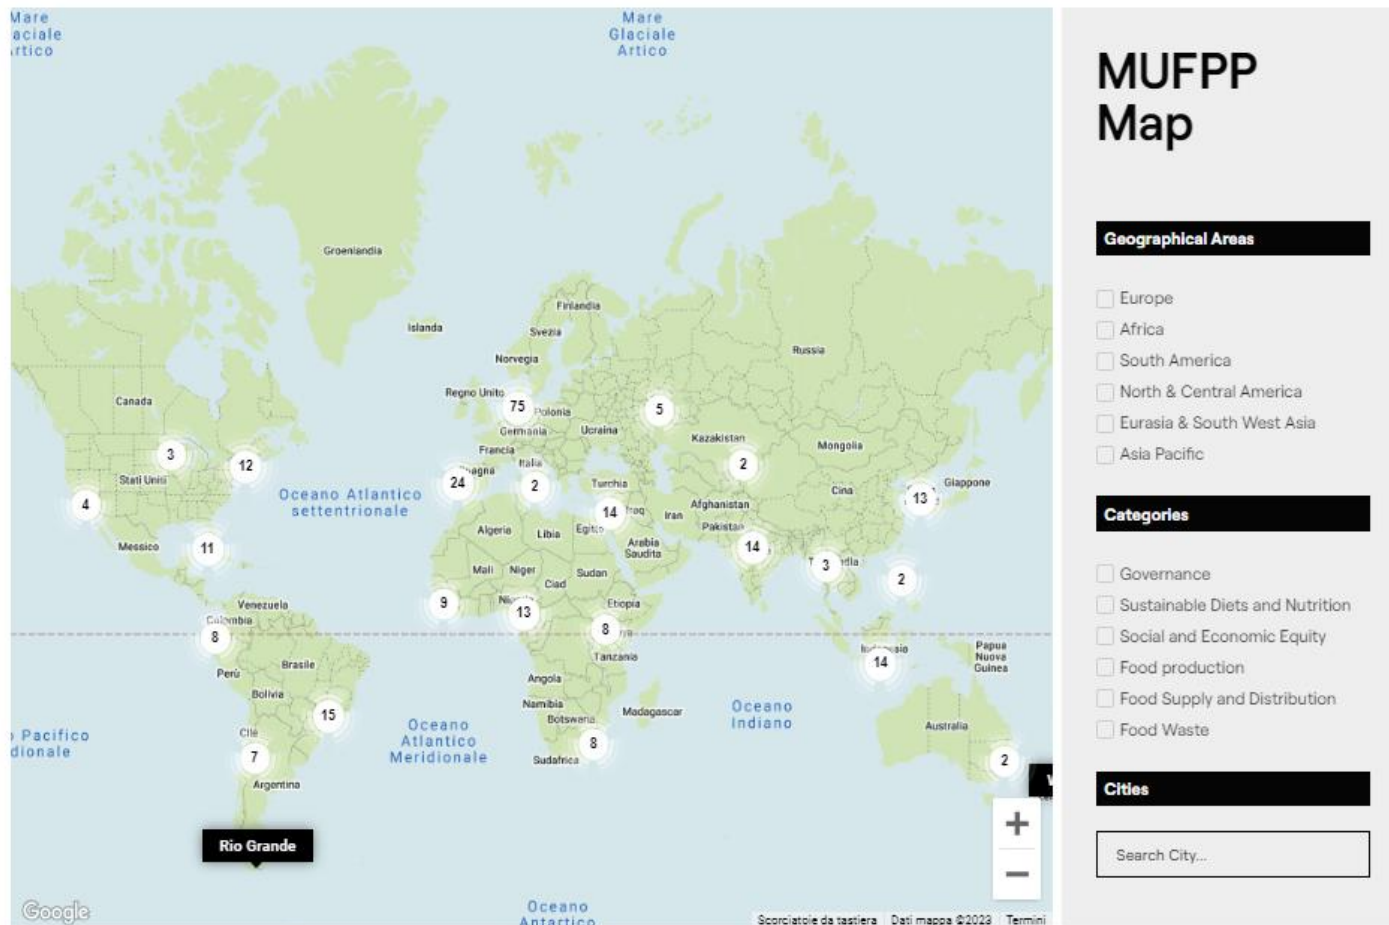 Mare
Glaciale
Artico
MUFPP
Map
Geographical Areas
Europe
Africa
South America
North & Central America
Eurasia & South West Asia
Asia Pacific
Categories
Governance
Sustainable Diets and Nutrition
Social and Economic Equity
Food production
Food Supply and Distribution
Food Waste
Cities
Search City...
Mare
Groenlandia
Islanda
Finlandia
Svezia
Norvegia
Russia
Regno Unito
75
Polonia
5
Canada
Germania
Ucraina
Kazakistan
Mongolia
Francia
3
12
Italia
2
Stati Uniti
24
2
Turchia
Cina
Giappone
13
4
Oceano Atlantico
settentrionale
14
Iran
Afghanistan
Algeria
Libia
Pakistan
Messico
11
Arabia
Saudita
14
3
2
Mali
Niger
Sudan
Ciad
9
13
Etiopia
Venezuela
8
8
Tanzania
14
Papua
Nuova
Guinea
Perù
Brasile
Angola
Bolivia
Namibia
Botswana
Madagascar
Oceano
Indiano
15
Oceano
Atlantico
Meridionale
Australia
Cile
7
8
Sudafrica
2
Argentina
Rio Grande
+
−
Google
Oceano
Antartico
Scorciatoie da tastiera
Dati mappa ©2023
Termini